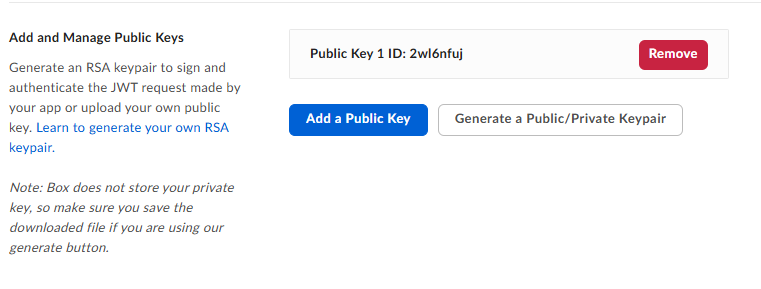 Add and Manage Public Keys
Generate an RSA keypair to sign and
authenticate the JWT request made by
your app or upload your own public
key. Learn to generate your own RSA
keypair.
Note: Box does not store your private
key, so make sure you save the
downloaded file if you are using our
generate button.
Public Key 1 ID: 2wl6nfuj
Remove
Add a Public Key
Generate a Public/Private Keypair